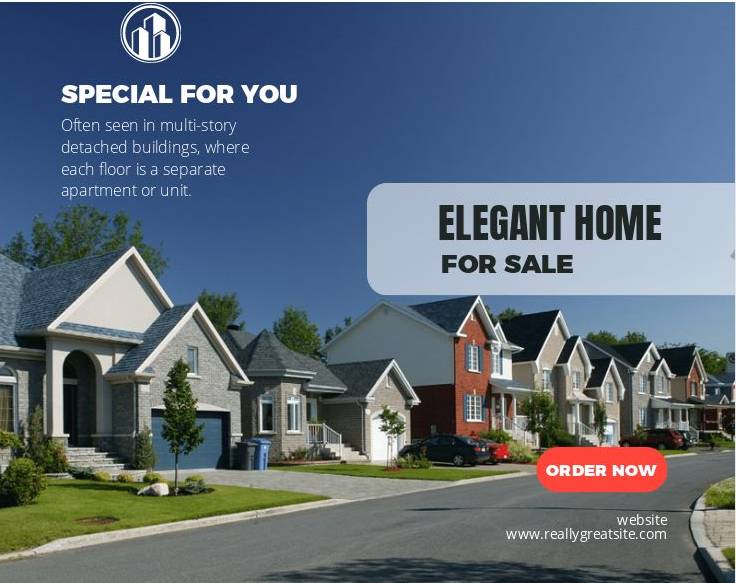 SPECIAL FOR YOU
Often seen in multi-story
detached buildings, where
each floor is a separate
apartment or unit.
ELEGANT HOME
FOR SALE
ORDER NOW
website
www.reallygreatsite.com